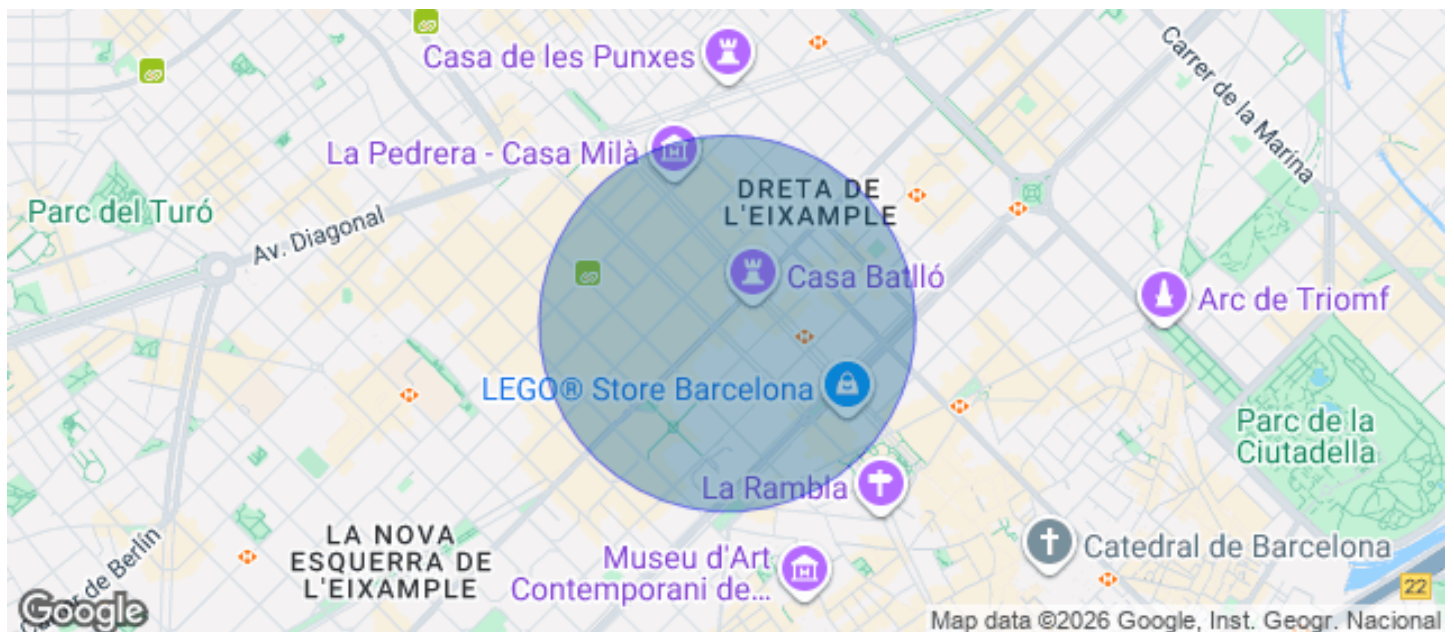 Casa de les Punxes
Carrer de la Marina
La Pedrera - Casa Milà
DRETA DE
L'EIXAMPLE
Parc del Turó
Av. Diagonal
Casa Batlló
Arc de Triomf
LEGO® Store Barcelona
Parc de la
Ciutadella
La Rambla
LA NOVA
ESQUERRA DE
L'EIXAMPLE
Museu d'Art
Contemporani de...
Catedral de Barcelona
de Berlín
22
Google
Map data ©2026 Google, Inst. Geogr. Nacional